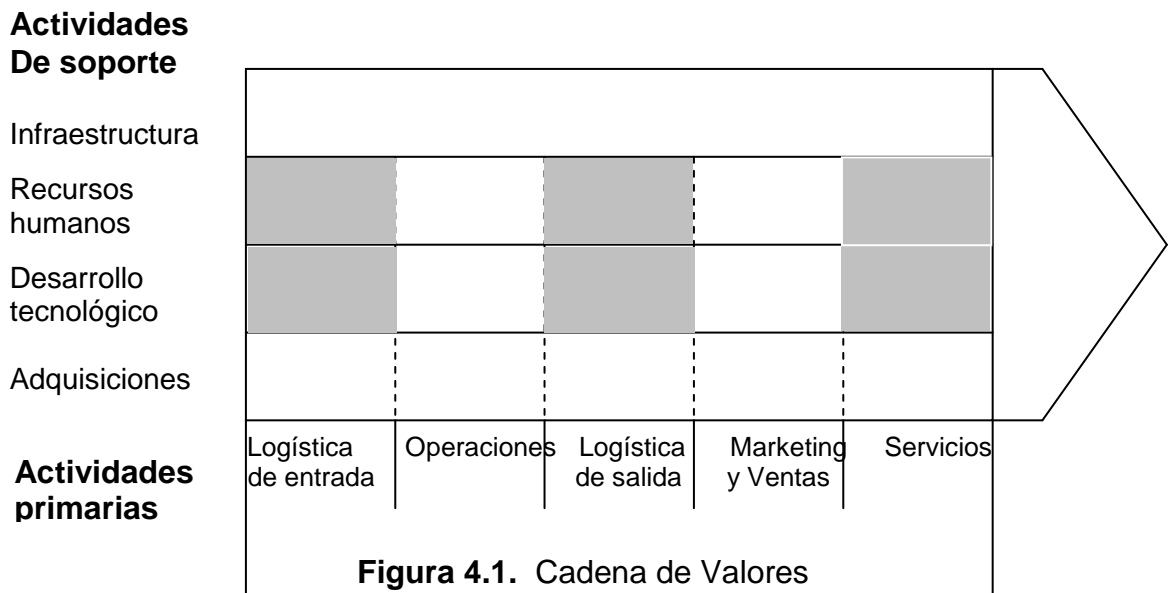 Actividades
De soporte
Infraestructura
Recursos
humanos
Desarrollo
tecnológico
Adquisiciones
Actividades
primarias
Logística
de entrada
Operaciones
Logística
de salida
Marketing
y Ventas
Servicios
Figura 4.1. Cadena de Valores